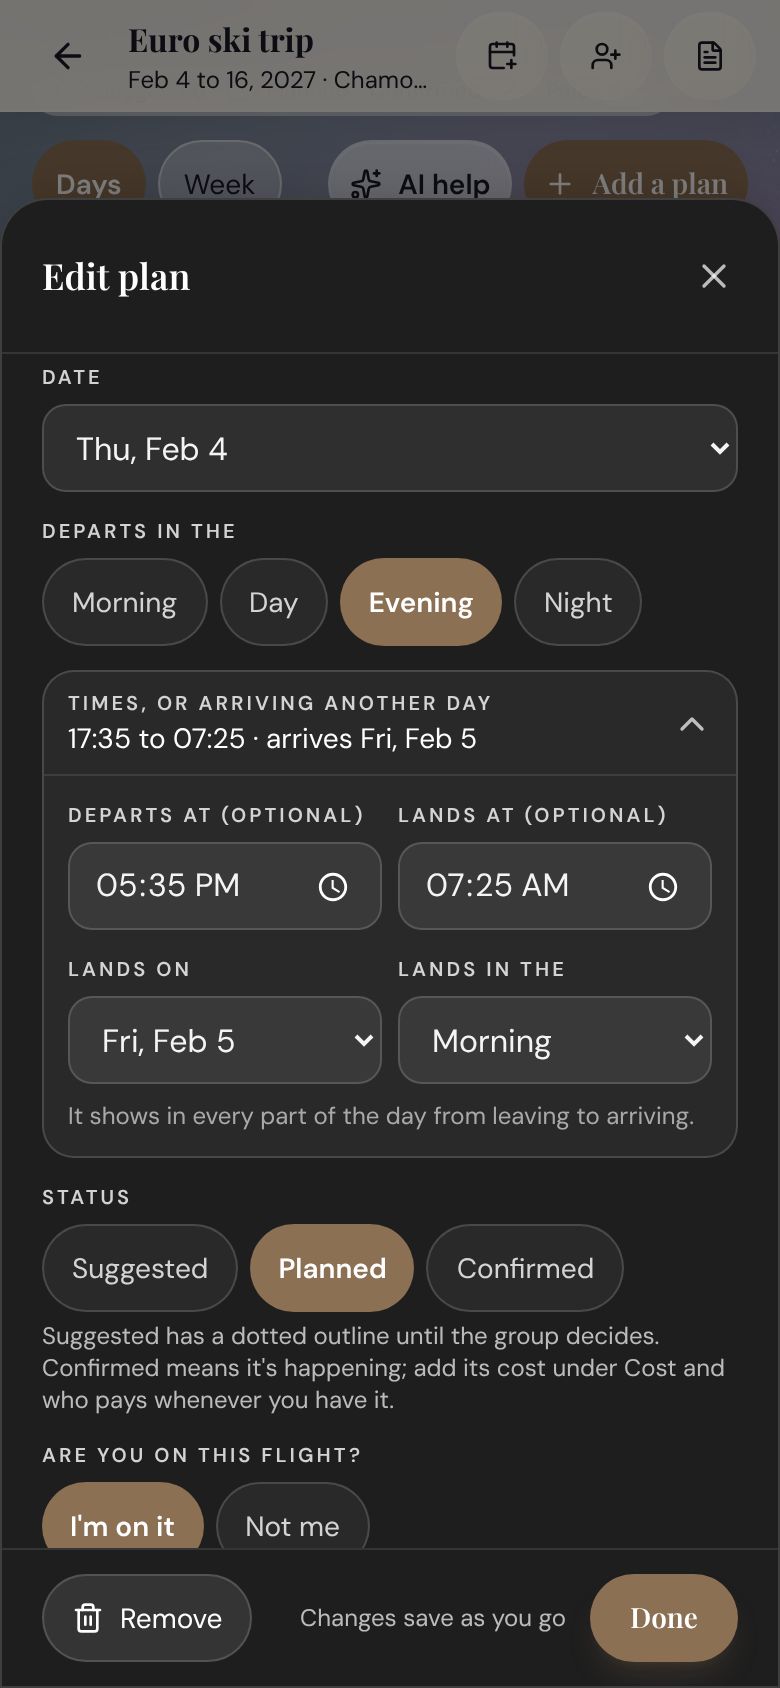 Euro ski trip
Feb 4 to 16, 2027 · Chamo...
Days
Week
AI help
Add a plan
Edit plan
DATE
Thu, Feb 4
DEPARTS IN THE
Morning
Day
Evening
Night
TIMES, OR ARRIVING ANOTHER DAY
17:35 to 07:25 · arrives Fri, Feb 5
DEPARTS AT (OPTIONAL)
LANDS AT (OPTIONAL)
05:35 PM
07:25 AM
LANDS ON
LANDS IN THE
Fri, Feb 5
Morning
It shows in every part of the day from leaving to arriving.
STATUS
Suggested
Planned
Confirmed
Suggested has a dotted outline until the group decides.
Confirmed means it's happening; add its cost under Cost and
who pays whenever you have it.
ARE YOU ON THIS FLIGHT?
I'm on it
Not me
Remove
Changes save as you go
Done